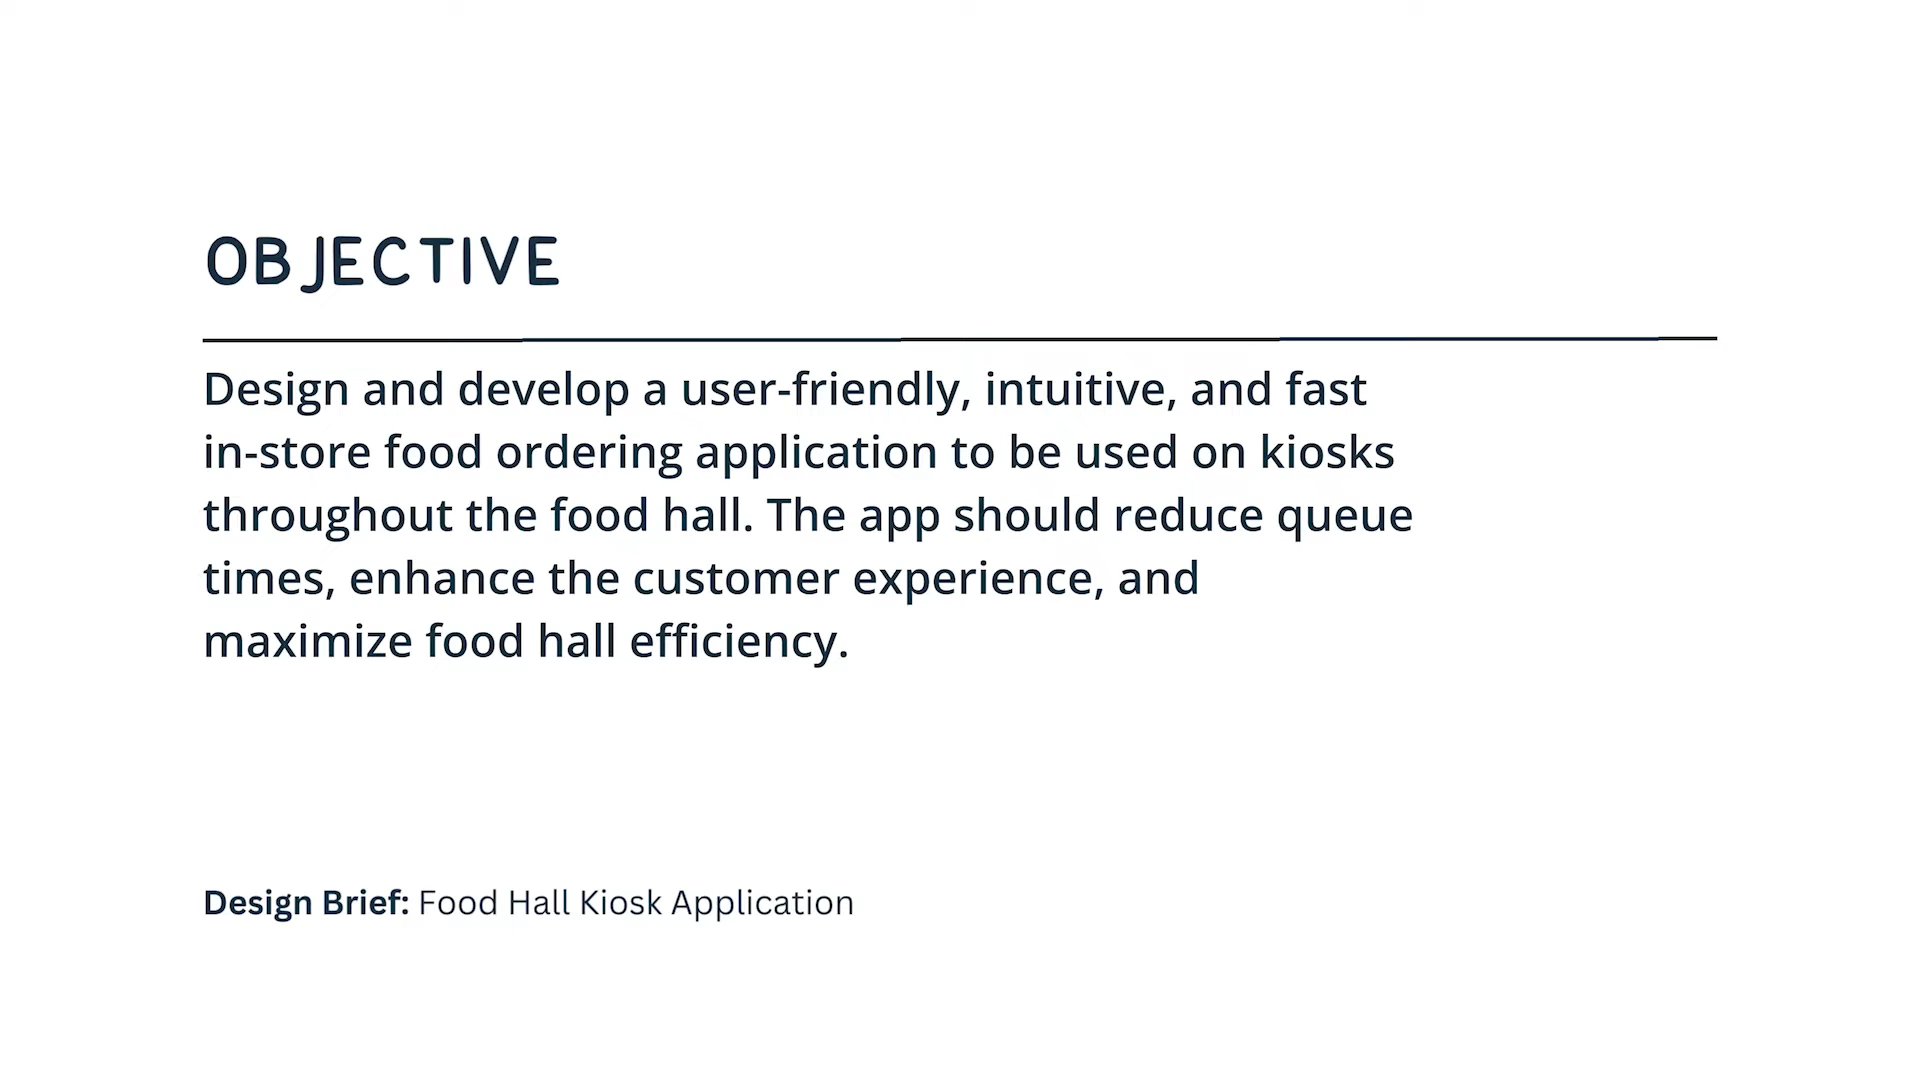 OBJECTIVE
Design and develop a user-friendly, intuitive, and fast
in-store food ordering application to be used on kiosks
throughout the food hall. The app should reduce queue
times, enhance the customer experience, and
maximize food hall efficiency.
Design Brief: Food Hall Kiosk Application